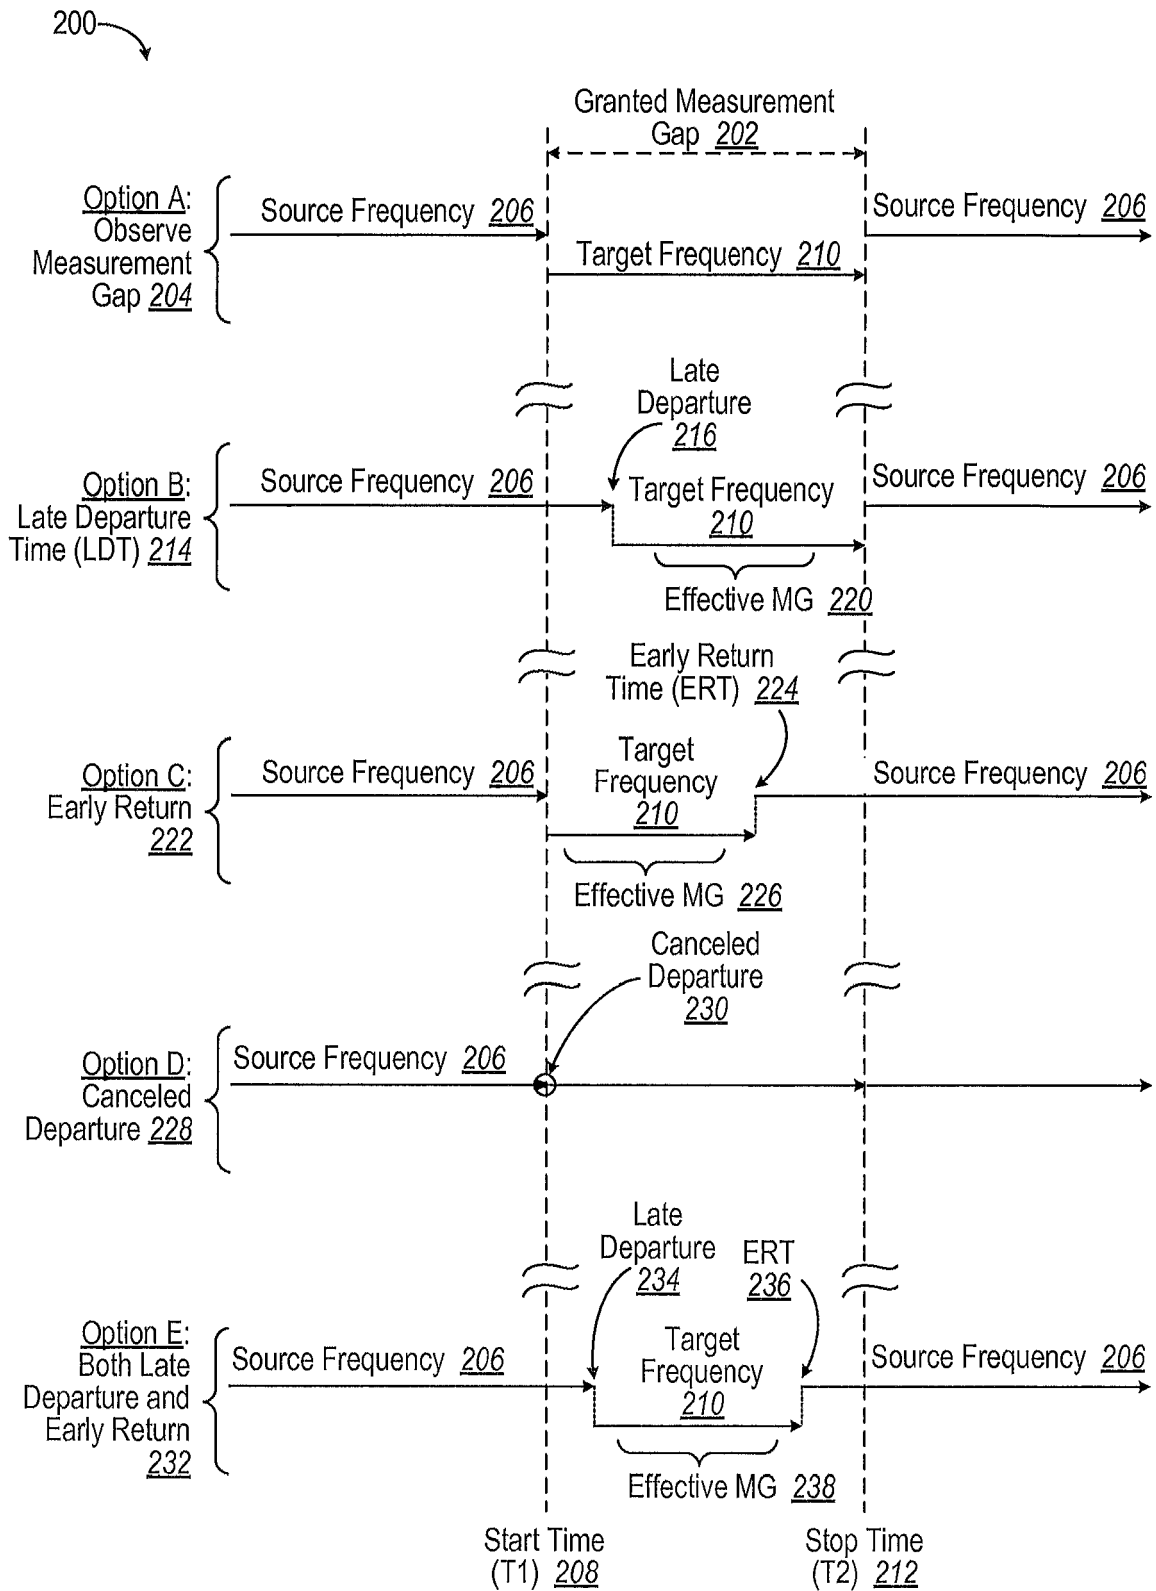 200
Granted Measurement
Gap 202
Option A:
Observe
Measurement
Gap 204
Source Frequency 206
Target Frequency 210
Source Frequency 206
Late
Departure
216
Option B:
Late Departure
Time (LDT) 214
Source Frequency 206
Target Frequency
210
Source Frequency 206
Effective MG 220
Early Return
Time (ERT) 224
Option C:
Early Return
222
Source Frequency 206
Target
Frequency
210
Source Frequency 206
Effective MG 226
Canceled
Departure
230
Option D:
Canceled
Departure 228
Source Frequency 206
Late
Departure
234
ERT
236
Option E:
Both Late
Departure and
Early Return
232
Source Frequency 206
Target
Frequency
210
Source Frequency 206
Effective MG 238
Start Time
(T1) 208
Stop Time
(T2) 212